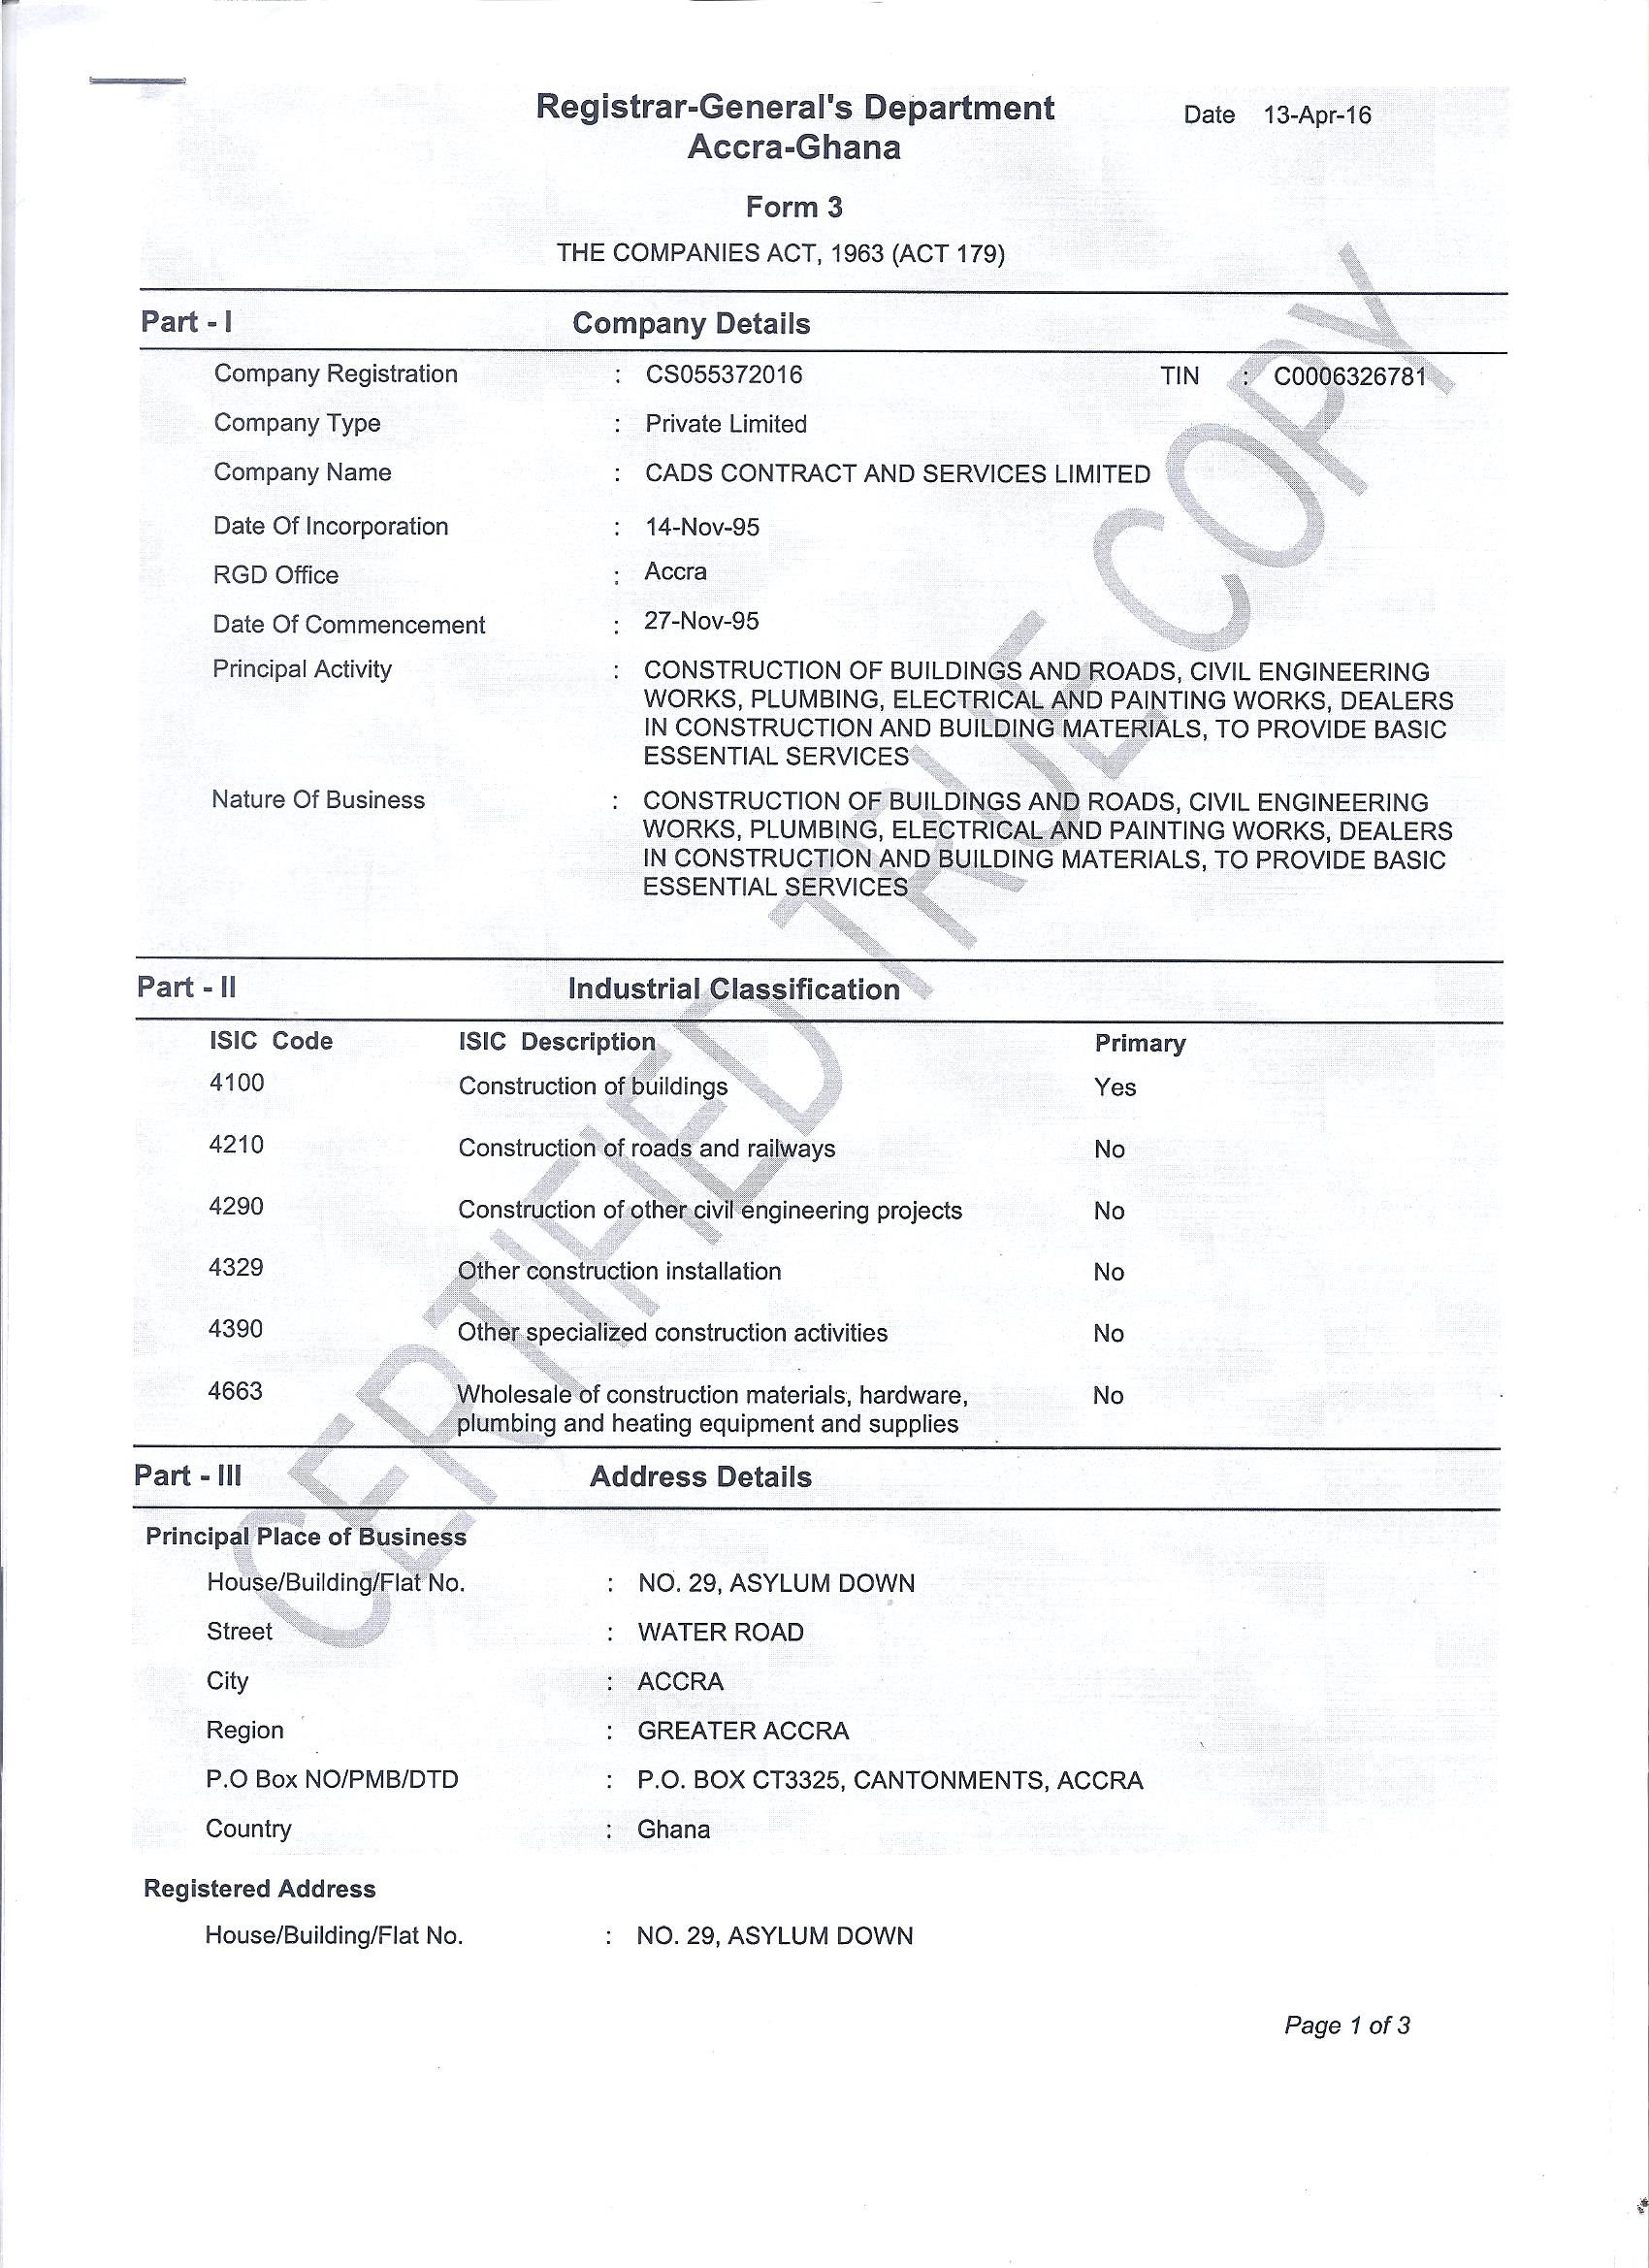 Registrar-General's Department
Date 13-Apr-16
Accra-Ghana
Form 3
THE COMPANIES ACT, 1963 (ACT 179)
Part - I Company Details
Company Registration : CS055372016 TIN : C0006326781
Company Type : Private Limited
Company Name : CADS CONTRACT AND SERVICES LIMITED
Date Of Incorporation : 14-Nov-95
RGD Office : Accra
Date Of Commencement : 27-Nov-95
Principal Activity : CONSTRUCTION OF BUILDINGS AND ROADS, CIVIL ENGINEERING
WORKS, PLUMBING, ELECTRICAL AND PAINTING WORKS, DEALERS
IN CONSTRUCTION AND BUILDING MATERIALS, TO PROVIDE BASIC
ESSENTIAL SERVICES
Nature Of Business : CONSTRUCTION OF BUILDINGS AND ROADS, CIVIL ENGINEERING
WORKS, PLUMBING, ELECTRICAL AND PAINTING WORKS, DEALERS
IN CONSTRUCTION AND BUILDING MATERIALS, TO PROVIDE BASIC
ESSENTIAL SERVICES
Part - II Industrial Classification
ISIC Code ISIC Description Primary
4100 Construction of buildings Yes
4210 Construction of roads and railways No
4290 Construction of other civil engineering projects No
4329 Other construction installation No
4390 Other specialized construction activities No
4663 Wholesale of construction materials, hardware, No
plumbing and heating equipment and supplies
Part - III Address Details
Principal Place of Business
House/Building/Flat No. : NO. 29, ASYLUM DOWN
Street : WATER ROAD
City : ACCRA
Region : GREATER ACCRA
P.O Box NO/PMB/DTD : P.O. BOX CT3325, CANTONMENTS, ACCRA
Country : Ghana
Registered Address
House/Building/Flat No. : NO. 29, ASYLUM DOWN
Page 1 of 3
CERTIFIED TRUE COPY